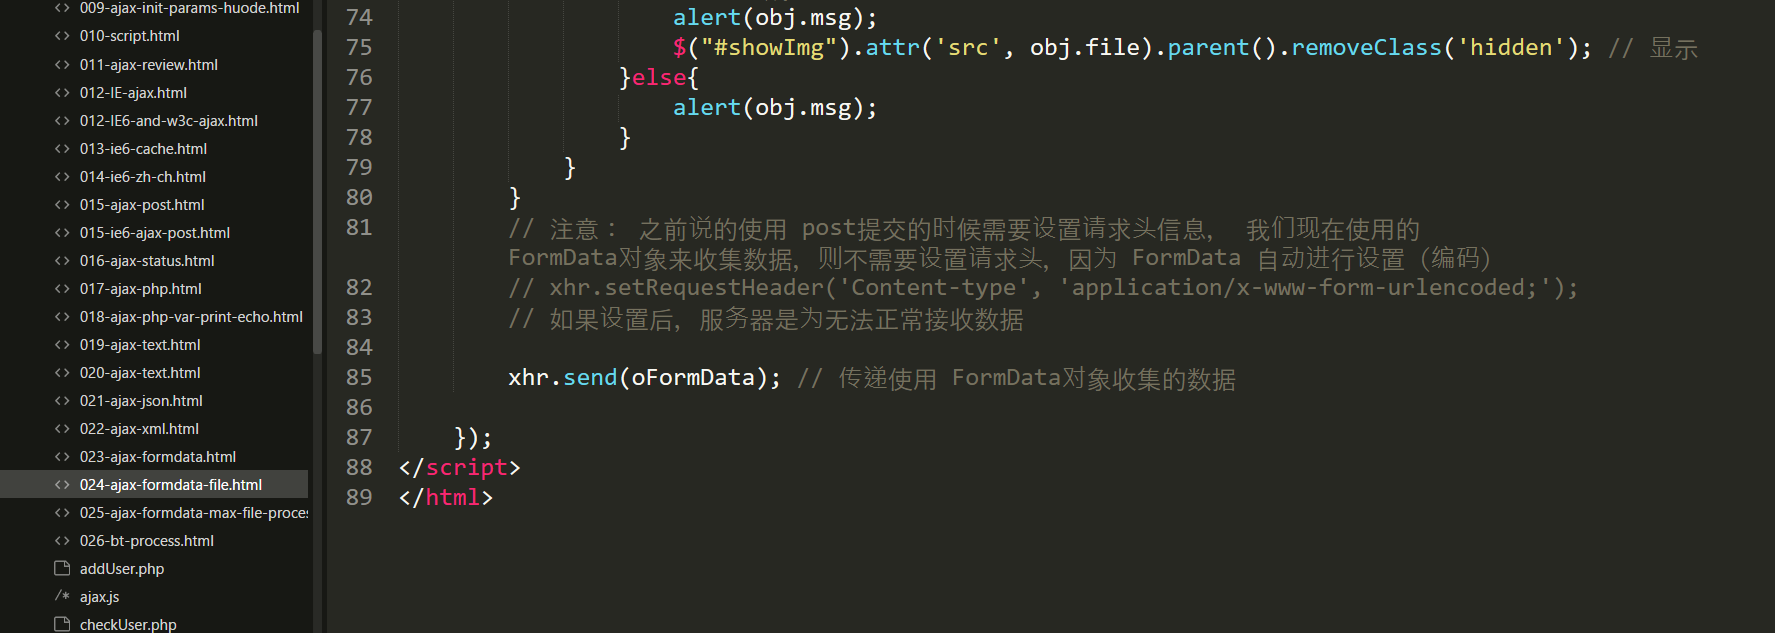 009-ajax-init-params-huode.html
010-script.html
011-ajax-review.html
012-IE-ajax.html
012-IE6-and-w3c-ajax.html
013-ie6-cache.html
014-ie6-zh-ch.html
015-ajax-post.html
015-ie6-ajax-post.html
016-ajax-status.html
017-ajax-php.html
018-ajax-php-var-print-echo.html
019-ajax-text.html
020-ajax-text.html
021-ajax-json.html
022-ajax-xml.html
023-ajax-formdata.html
024-ajax-formdata-file.html
025-ajax-formdata-max-file-proces
026-bt-process.html
addUser.php
/* ajax.js
checkUser.php
74 alert(obj.msg);
75 $("#showImg").attr('src', obj.file).parent().removeClass('hidden'); // 显示
76 }else{
77 alert(obj.msg);
78 }
79 }
80 }
81 // 注意： 之前说的使用 post提交的时候需要设置请求头信息， 我们现在使用的
FormData对象来收集数据，则不需要设置请求头，因为 FormData 自动进行设置（编码）
82 // xhr.setRequestHeader('Content-type', 'application/x-www-form-urlencoded;');
83 // 如果设置后，服务器是为无法正常接收数据
84
85 xhr.send(oFormData); // 传递使用 FormData对象收集的数据
86
87 });
88 </script>
89 </html>